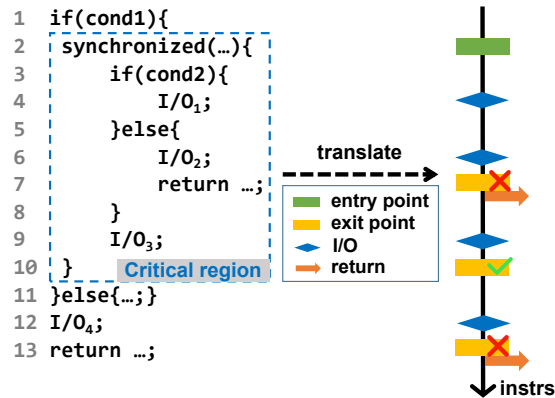 1 if(cond1){
2 synchronized(…){
3 if(cond2){
4 I/O₁;
5 }else{
6 I/O₂;
7 return …;
8 }
9 I/O₃;
10 }
Critical region
11 }else{…;}
12 I/O₄;
13 return …;
translate
entry point
exit point
I/O
return
instrs